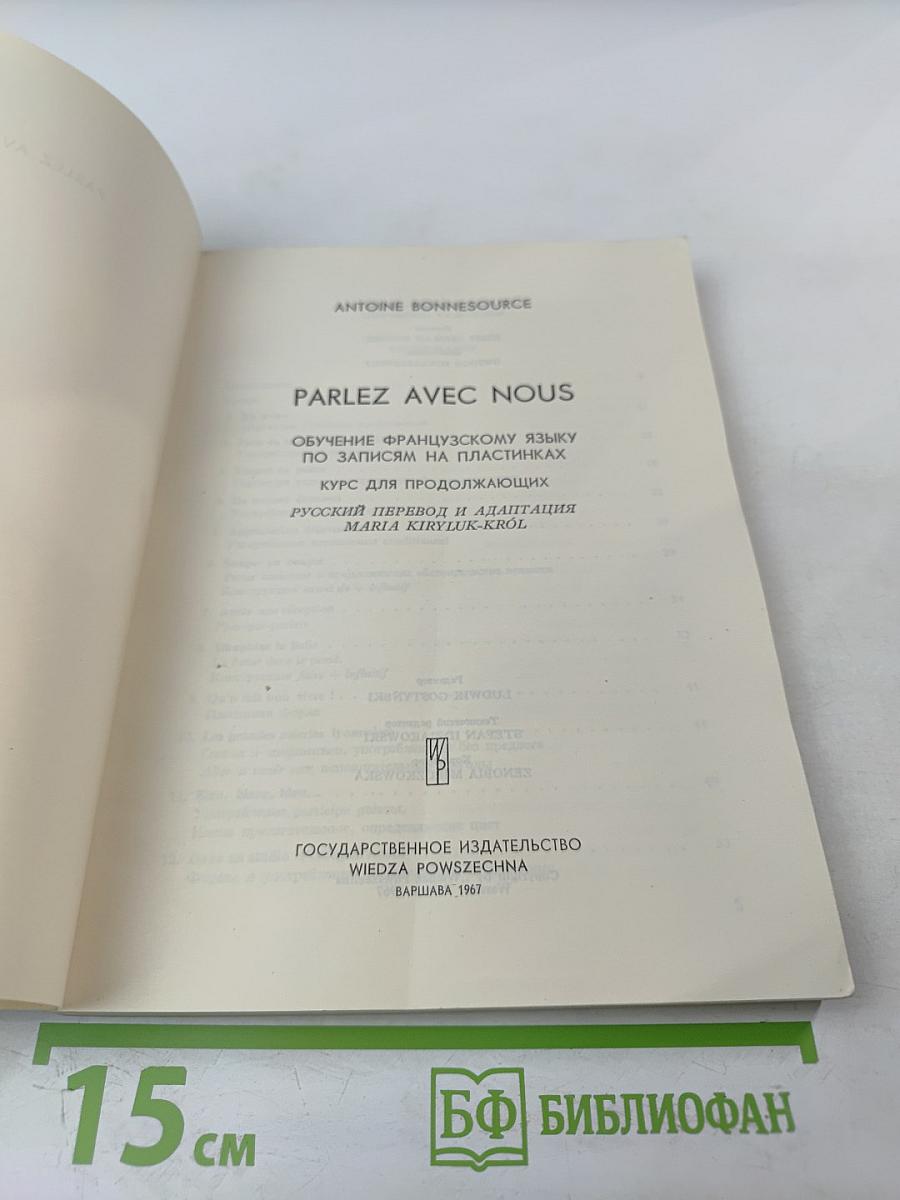 ANTOINE BONNESOURCE
PARLEZ AVEC NOUS
ОБУЧЕНИЕ ФРАНЦУЗСКОМУ ЯЗЫКУ
ПО ЗАПИСЯМ НА ПЛАСТИНКАХ
КУРС ДЛЯ ПРОДОЛЖАЮЩИХ
РУССКИЙ ПЕРЕВОД И АДАПТАЦИЯ
MARIA KIRYLUK-KRÓL
WP
ГОСУДАРСТВЕННОЕ ИЗДАТЕЛЬСТВО
WIEDZA POWSZECHNA
ВАРШАВА 1967
15 см
БФ БИБЛИОФАН